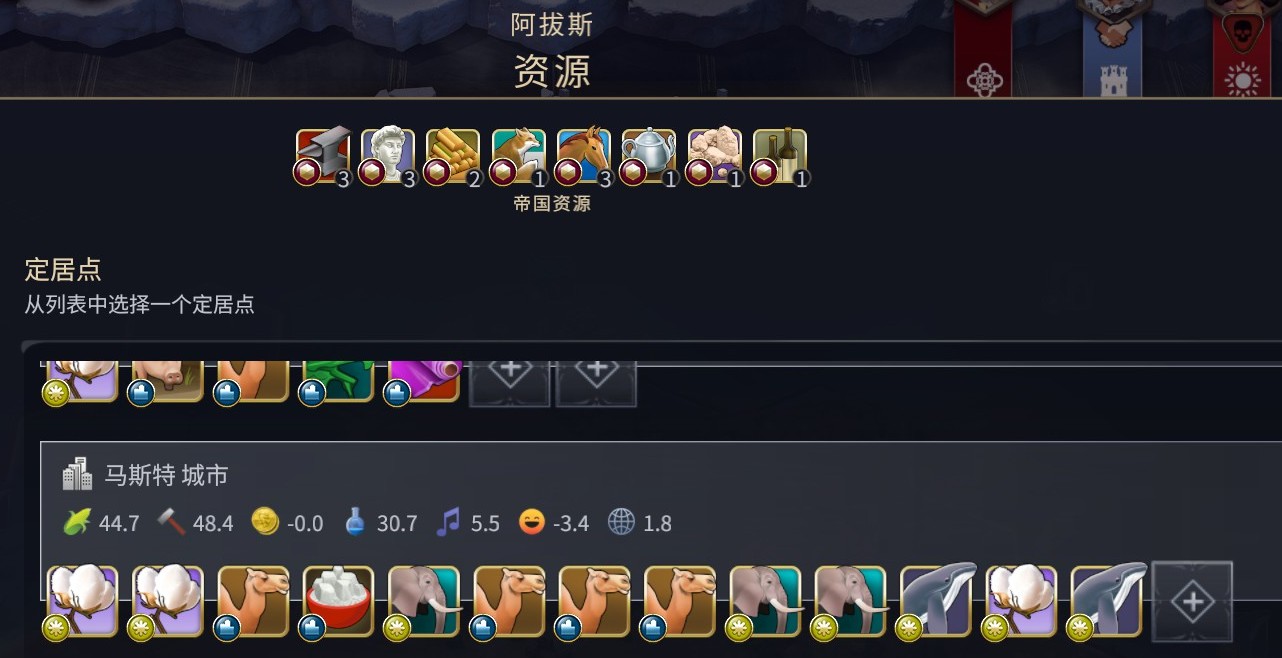 阿拔斯
资源
3 3 2 1 3 1 1 1
帝国资源
定居点
从列表中选择一个定居点
马斯特 城市
44.7 48.4 -0.0 30.7 5.5 -3.4 1.8